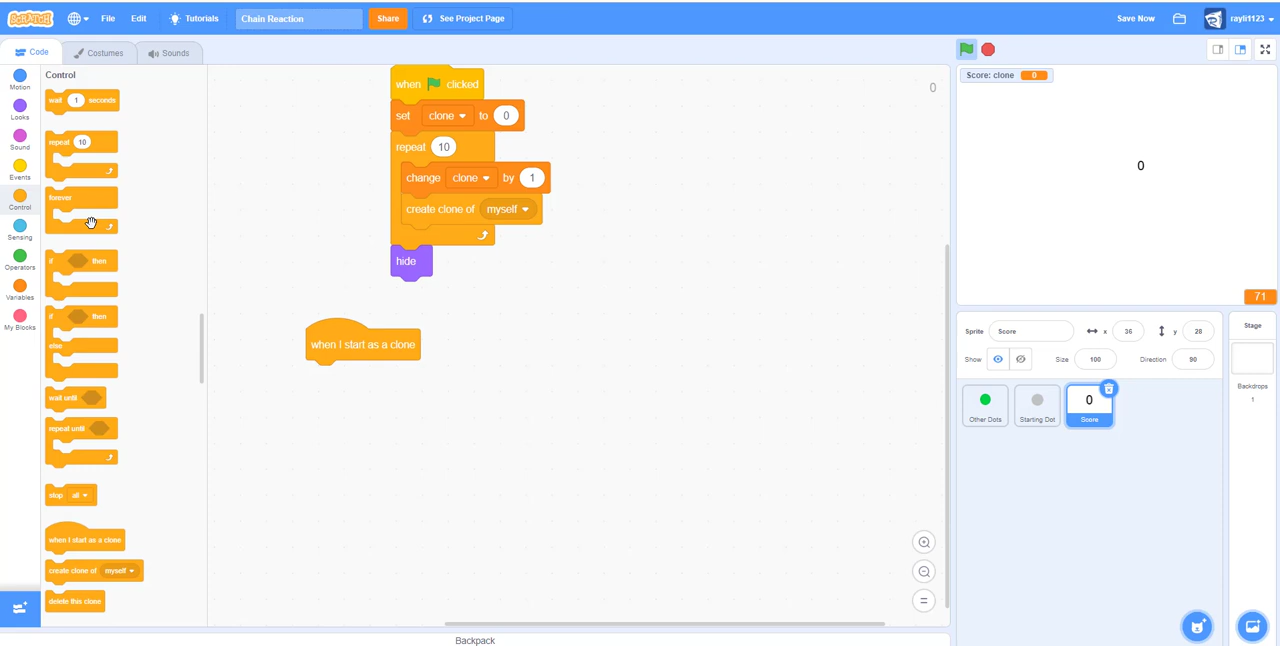 SCRATCH File Edit Tutorials Chain Reaction Share See Project Page Save Now rayli1123
Code Costumes Sounds
Motion
Looks
Sound
Events
Control
Sensing
Operators
Variables
My Blocks
Control
wait 1 seconds
repeat 10
forever
if then
if then
else
wait until
repeat until
stop all
when I start as a clone
create clone of myself
delete this clone
when clicked
set clone to 0
repeat 10
change clone by 1
create clone of myself
hide
when I start as a clone
0
Backpack
Score: clone 0
0
71
Sprite Score x 36 y 28
Show Size 100 Direction 90
Other Dots
Starting Dot
0
Score
Stage
Backdrops
1